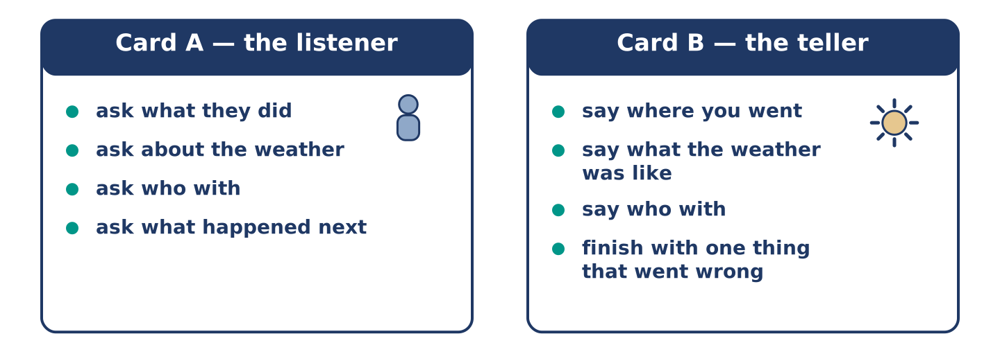 Card A — the listener
ask what they did
ask about the weather
ask who with
ask what happened next
Card B — the teller
say where you went
say what the weather
was like
say who with
finish with one thing
that went wrong